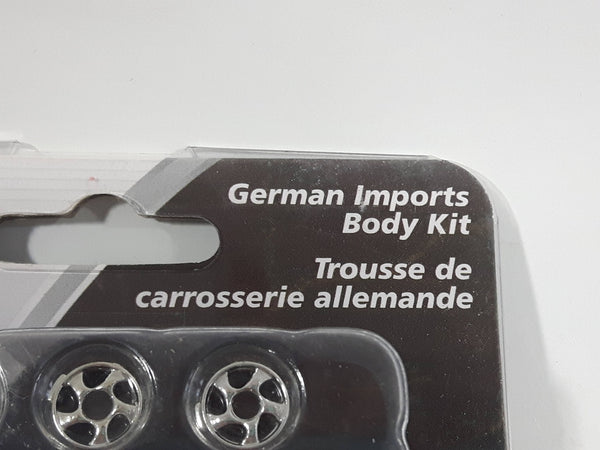 German Imports
Body Kit
Trousse de
carrosserie allemande